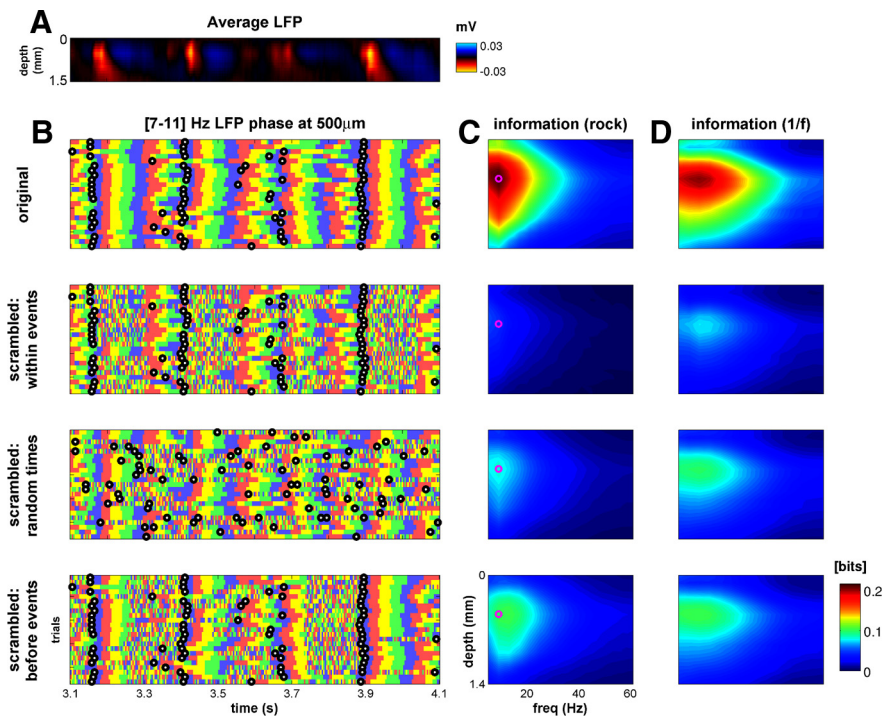 A
Average LFP
mV
0
depth
(mm)
1.5
0.03
-0.03
B
[7-11] Hz LFP phase at 500μm
C
information (rock)
D
information (1/f)
original
scrambled:
within events
scrambled:
random times
scrambled:
before events
trials
3.1
3.3
3.5
3.7
3.9
4.1
time (s)
0
depth (mm)
1.4
20
40
60
freq (Hz)
[bits]
0.2
0.1
0